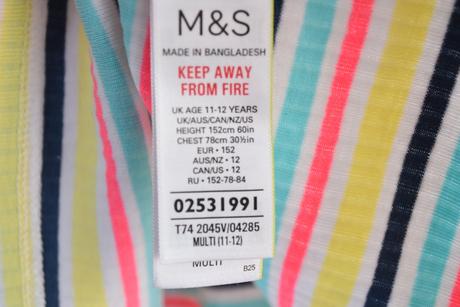 M&S
MADE IN BANGLADESH
KEEP AWAY
FROM FIRE
UK AGE 11-12 YEARS
UK/AUS/CAN/NZ/US
HEIGHT 152cm 60in
CHEST 78cm 30½in
EUR • 152
AUS/NZ • 12
CAN/US • 12
RU • 152-78-84
02531991
T74 2045V/04285
MULTI (11-12)
MULTI
B25